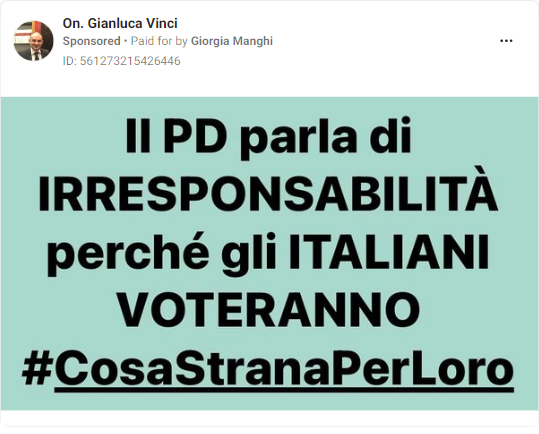 On. Gianluca Vinci
Sponsored • Paid for by Giorgia Manghi
ID: 561273215426446
Il PD parla di
IRRESPONSABILITÀ
perché gli ITALIANI
VOTERANNO
#CosaStranaPerLoro